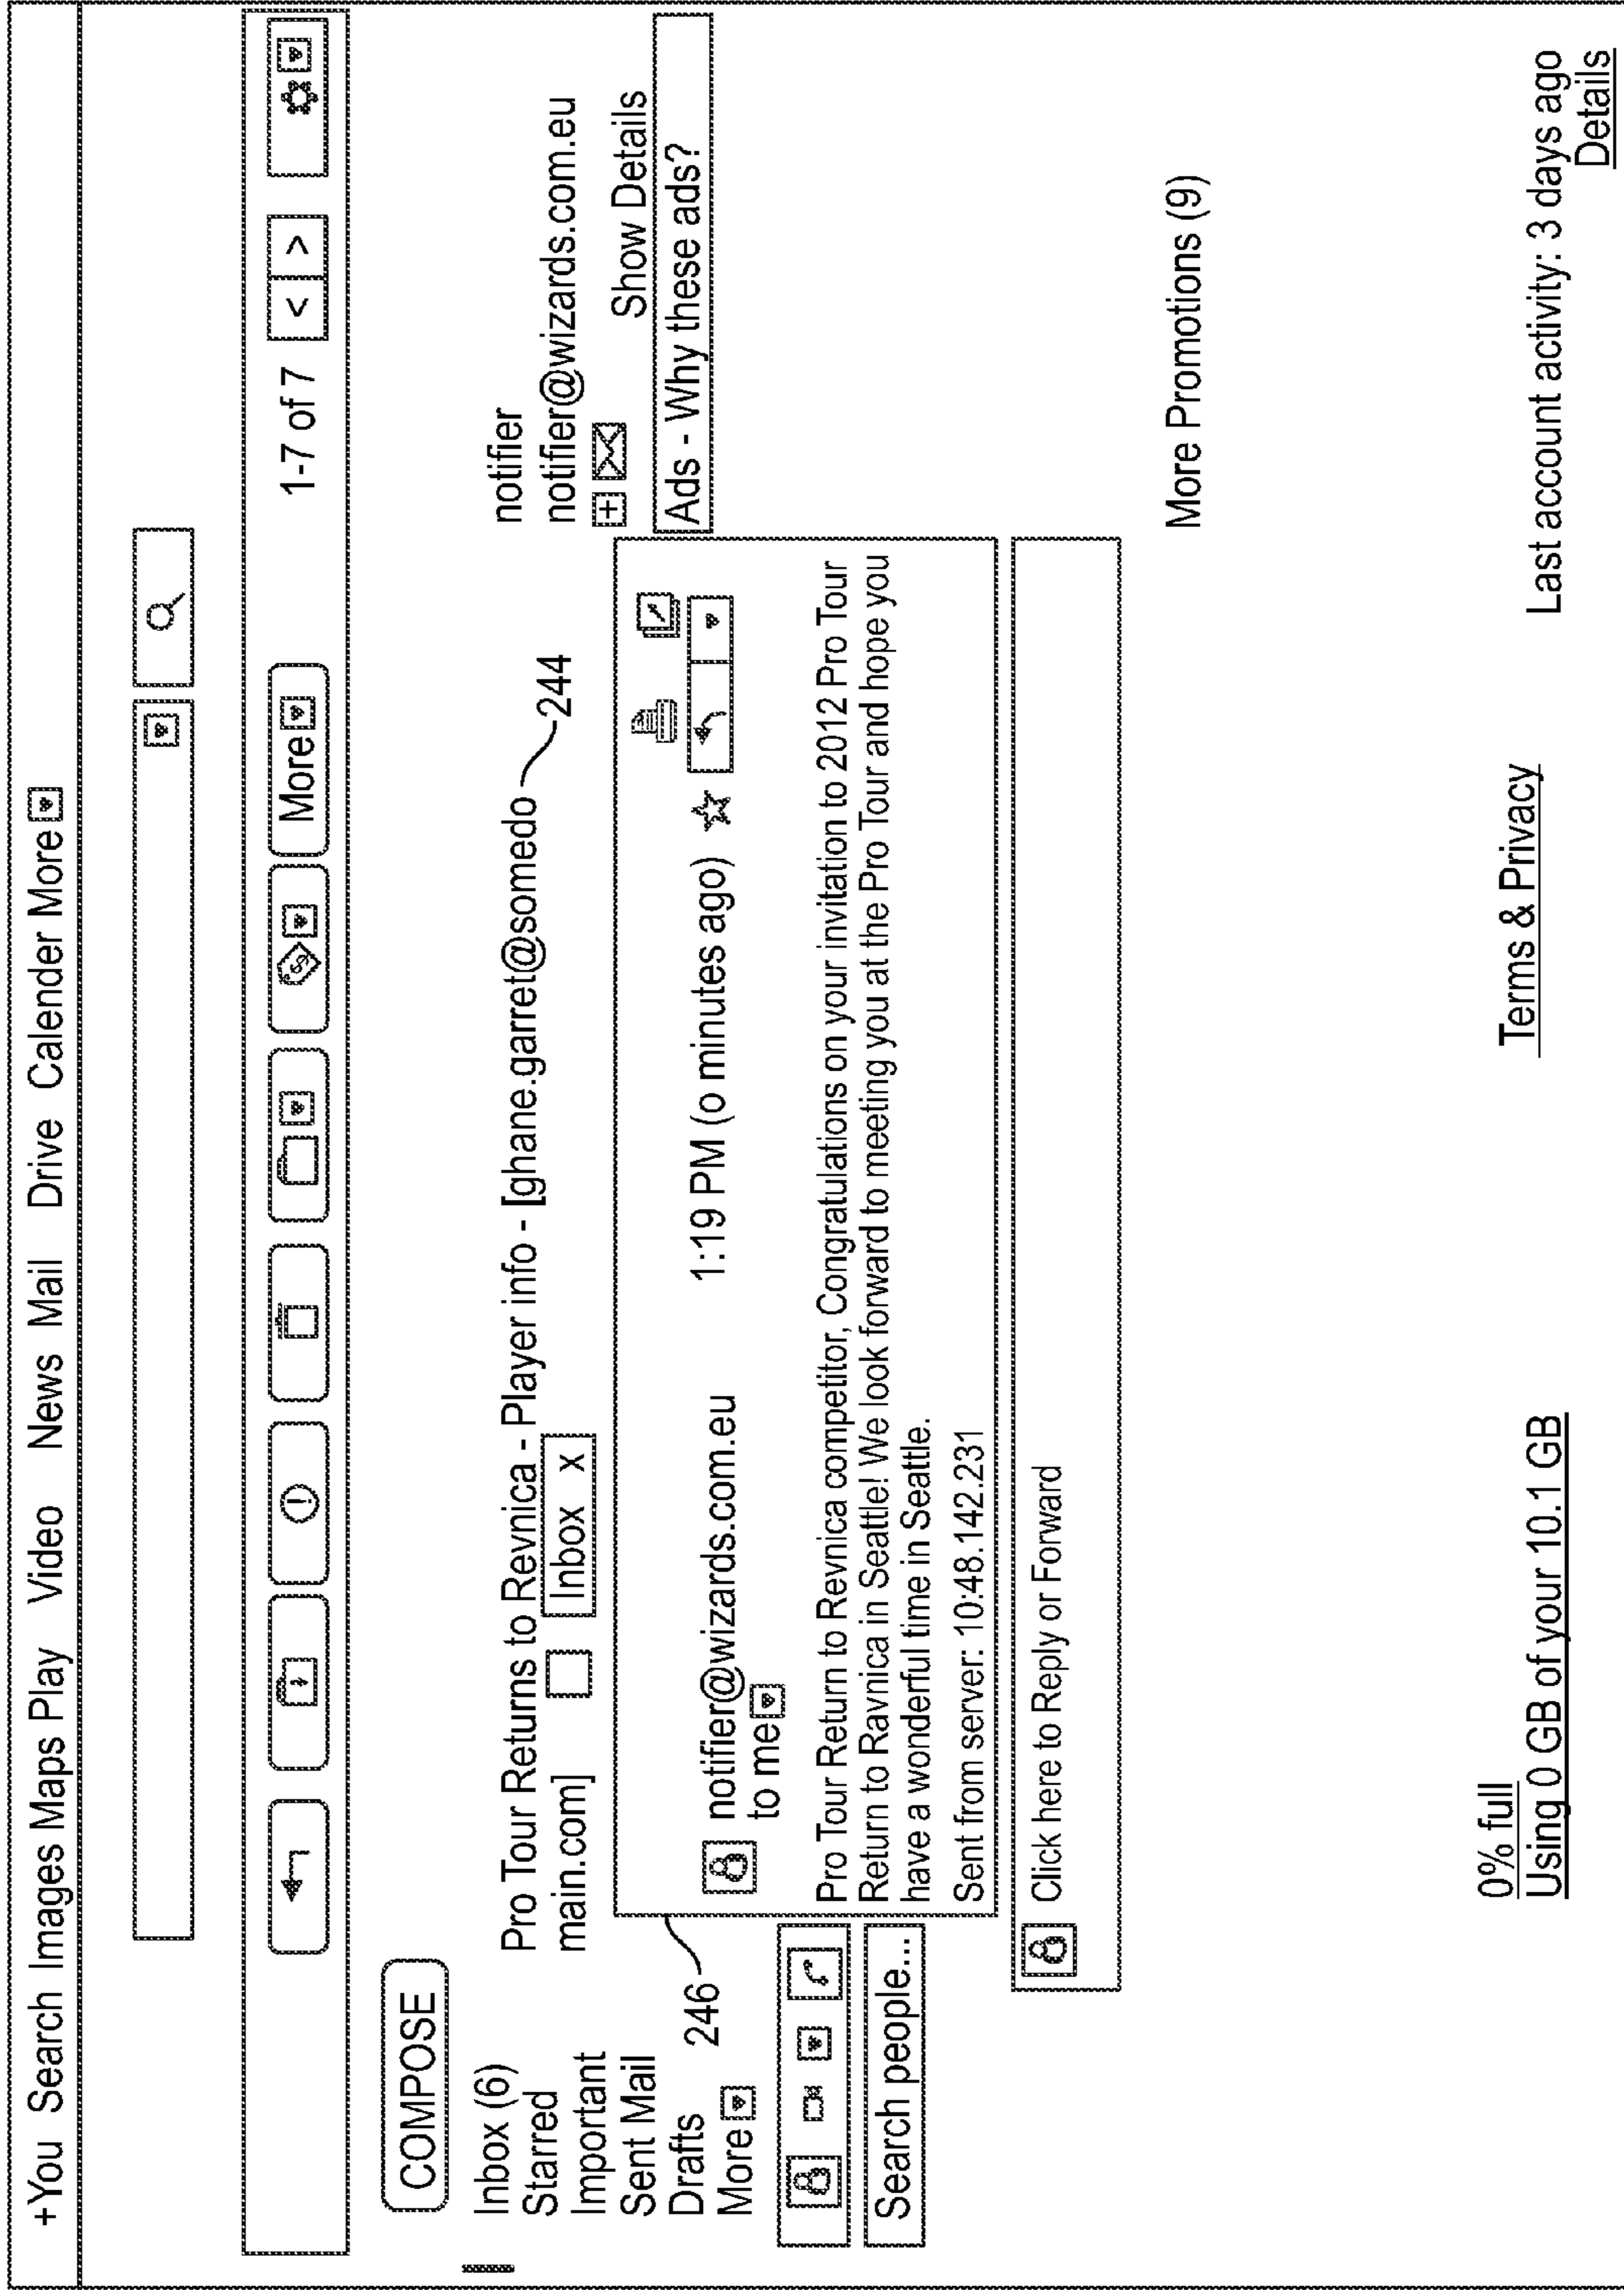 +You Search Images Maps Play Video News Mail Drive Calender More
More
1-7 of 7
< >
COMPOSE
Inbox (6)
Starred
Important
Sent Mail
Drafts
More
246
Search people...
Pro Tour Returns to Revnica - Player info - [ghane.garret@somedo
main.com]
Inbox x
244
notifier@wizards.com.eu
to me
1:19 PM (o minutes ago)
Pro Tour Return to Revnica competitor, Congratulations on your invitation to 2012 Pro Tour
Return to Ravnica in Seattle! We look forward to meeting you at the Pro Tour and hope you
have a wonderful time in Seattle.
Sent from server: 10:48.142.231
Click here to Reply or Forward
notifier
notifier@wizards.com.eu
Show Details
Ads - Why these ads?
More Promotions (9)
0% full
Using 0 GB of your 10.1 GB
Terms & Privacy
Last account activity: 3 days ago
Details